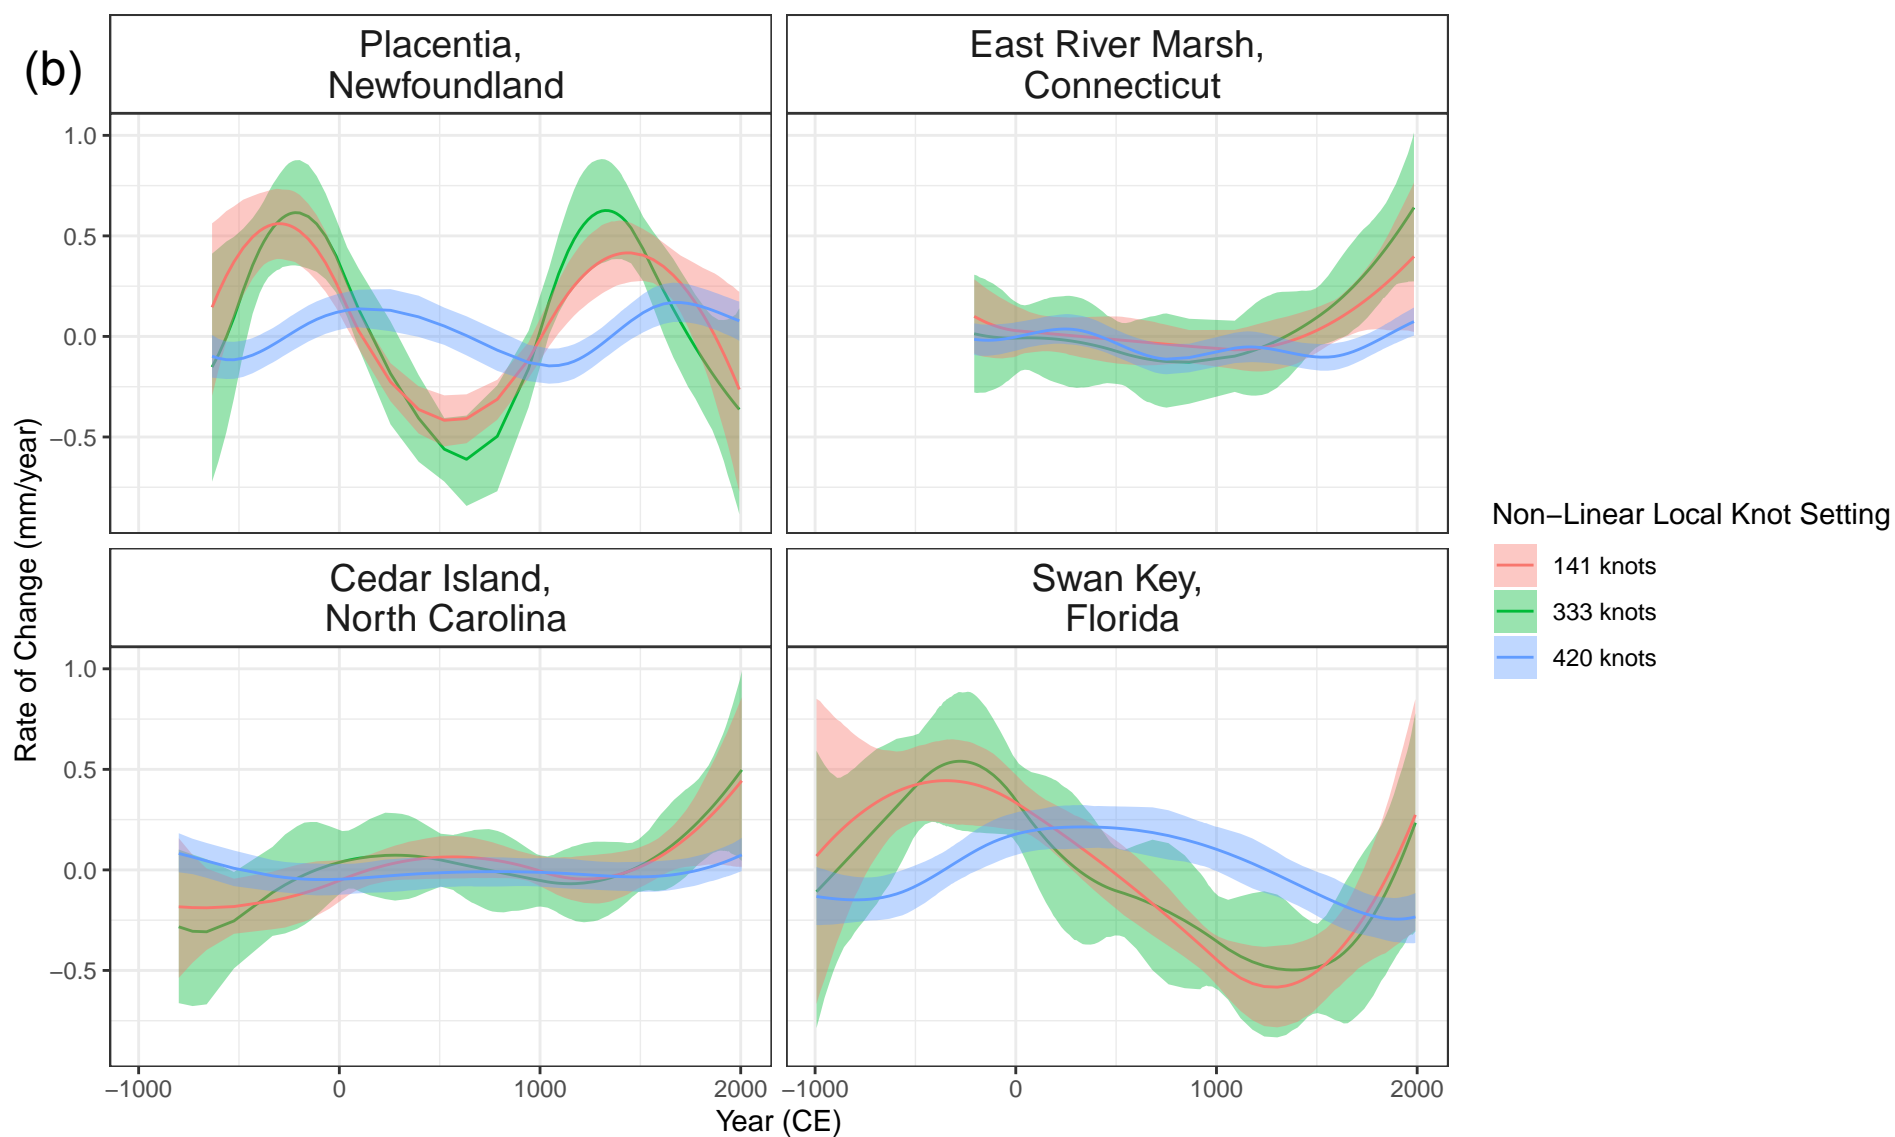 (b)
Placentia,
Newfoundland
East River Marsh,
Connecticut
1.0
0.5
0.0
−0.5
Cedar Island,
North Carolina
Swan Key,
Florida
1.0
0.5
0.0
−0.5
−1000 0 1000 2000 −1000 0 1000 2000
Year (CE)
Rate of Change (mm/year)
Non−Linear Local Knot Setting
141 knots
333 knots
420 knots